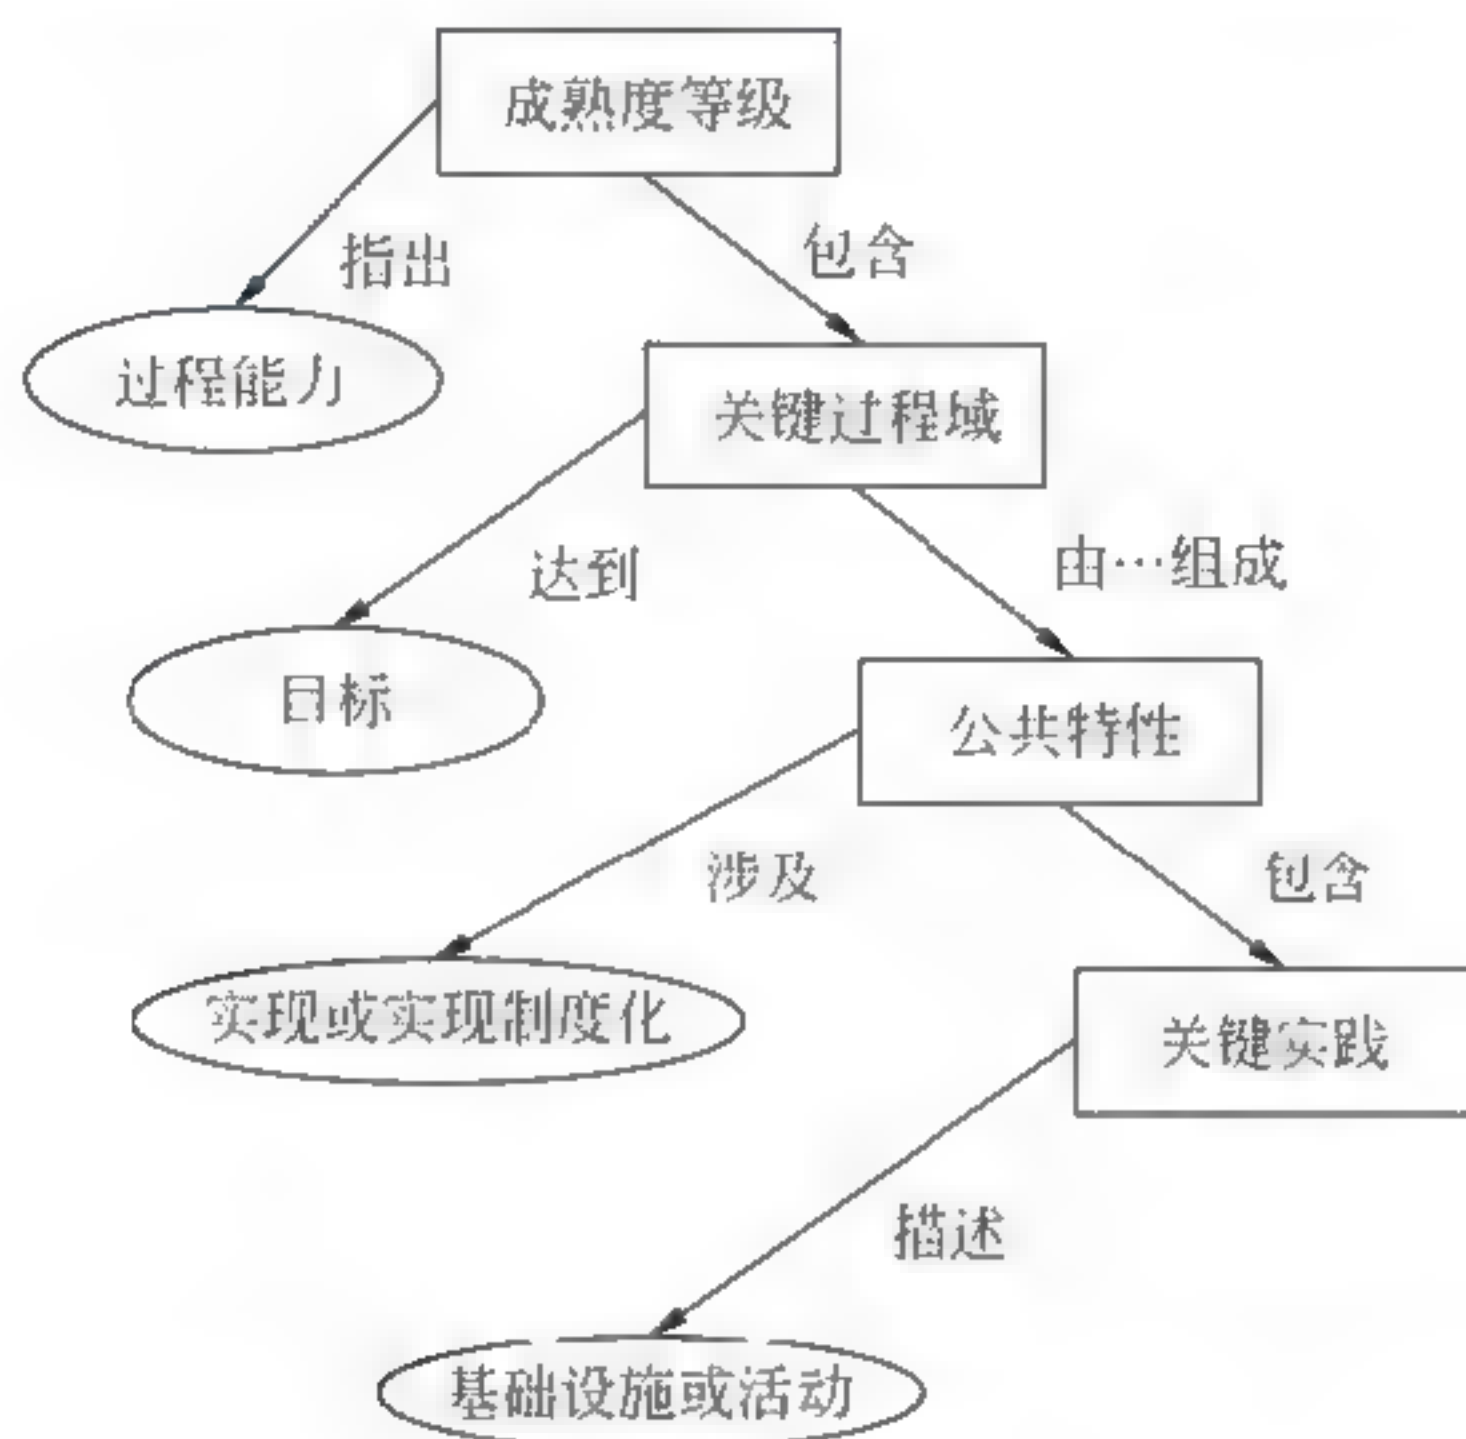 成熟度等级
指出
包含
过程能力
关键过程域
达到
由…组成
目标
公共特性
涉及
包含
实现或实现制度化
关键实践
描述
基础设施或活动